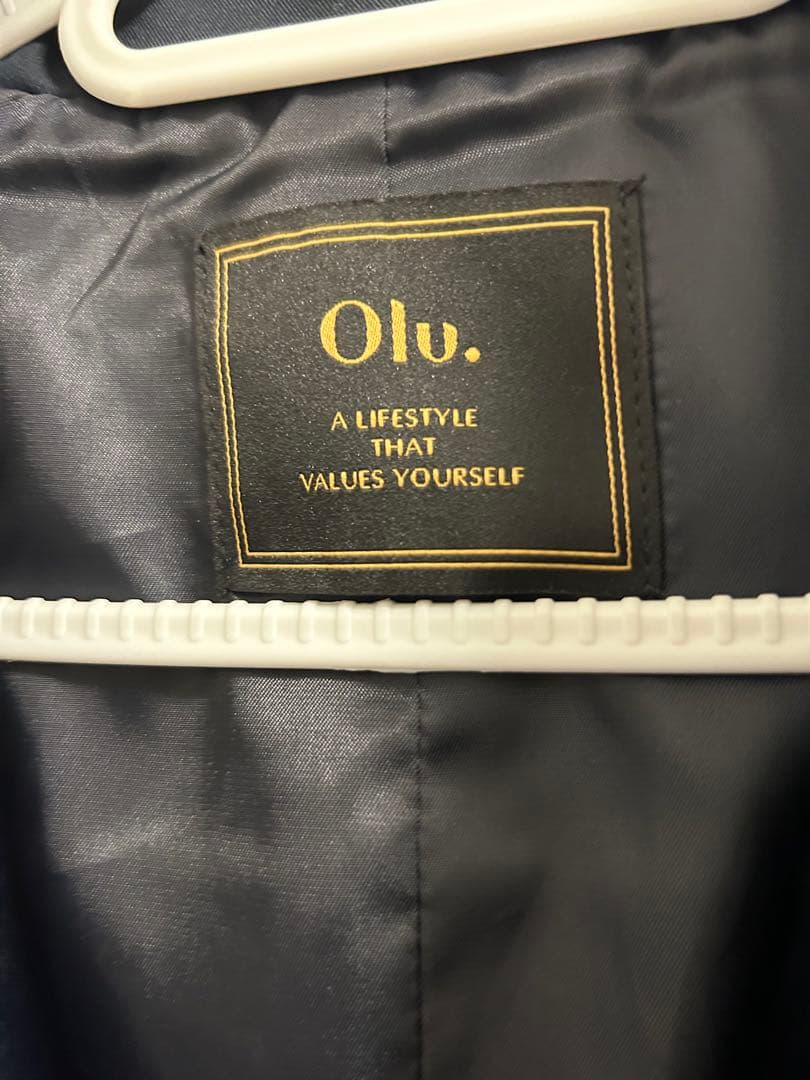 Olu.
A LIFESTYLE
THAT
VALUES YOURSELF